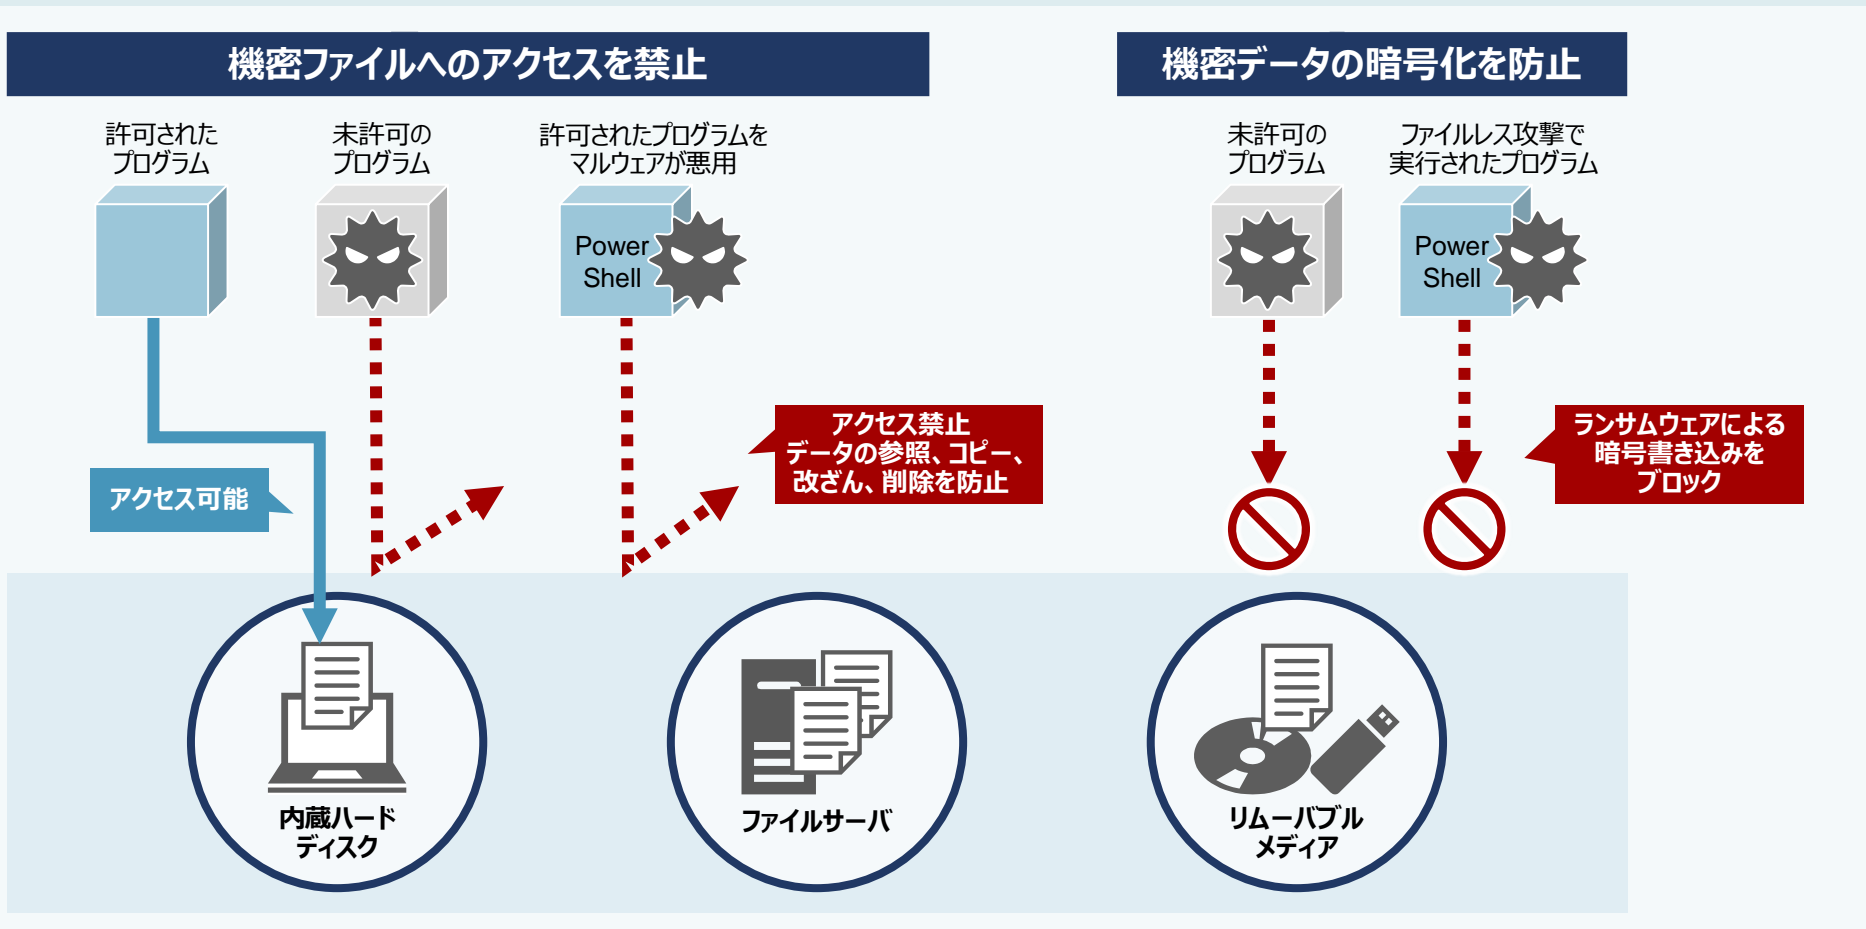 機密ファイルへのアクセスを禁止
機密データの暗号化を防止
許可された
プログラム
未許可の
プログラム
許可されたプログラムを
マルウェアが悪用
未許可の
プログラム
ファイルレス攻撃で
実行されたプログラム
Power
Shell
Power
Shell
アクセス可能
アクセス禁止
データの参照、コピー、
改ざん、削除を防止
ランサムウェアによる
暗号書き込みを
ブロック
内蔵ハード
ディスク
ファイルサーバ
リムーバブル
メディア